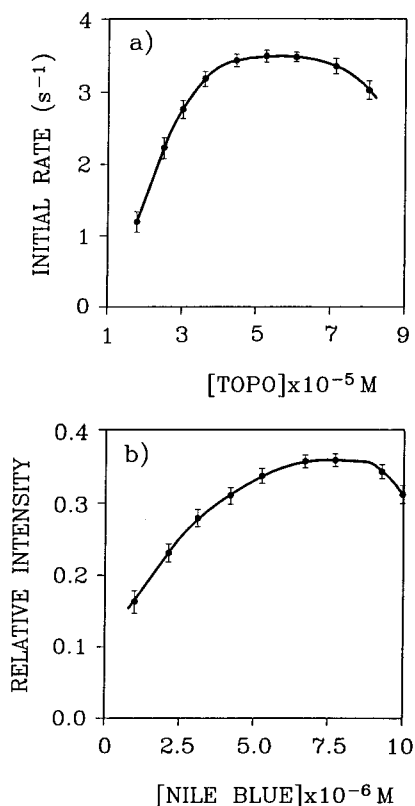 a)
INITIAL RATE (s⁻¹)
4
3
2
1
0
1 3 5 7 9
[TOPO]x10⁻⁵ M
b)
RELATIVE INTENSITY
0.4
0.3
0.2
0.1
0.0
0 2.5 5.0 7.5 10
[NILE BLUE]x10⁻⁶ M